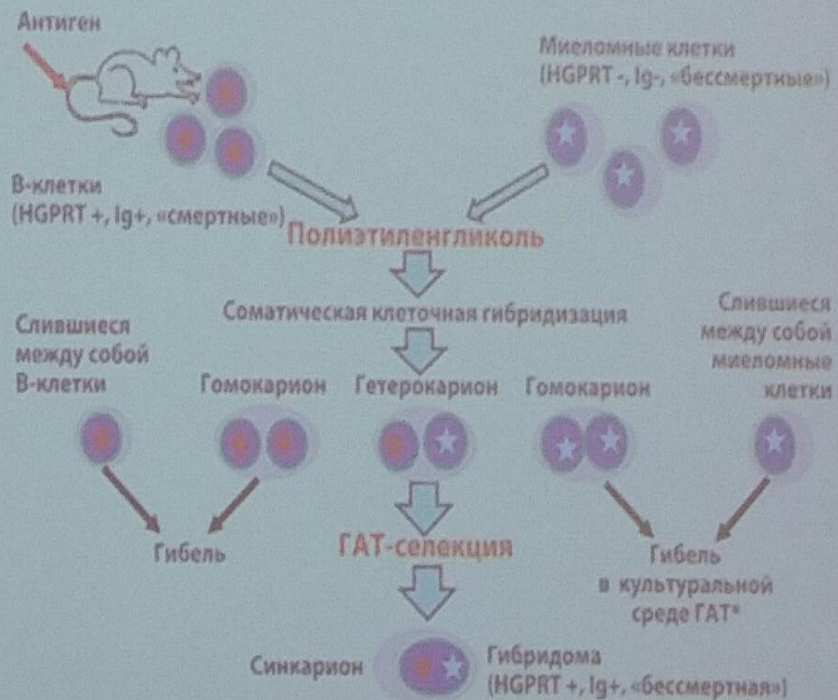 Антиген
Миеломные клетки
(HGPRT -, Ig-, «бессмертные»)
В-клетки
(HGPRT +, Ig+, «смертные»)
Полиэтиленгликоль
Соматическая клеточная гибридизация
Слившиеся
между собой
В-клетки
Гомокарион
Гетерокарион
Гомокарион
Слившиеся
между собой
миеломные
клетки
Гибель
ГАТ-селекция
Гибель
в культуральной
среде ГАТ*
Синкарион
Гибридома
(HGPRT +, Ig+, «бессмертная»)